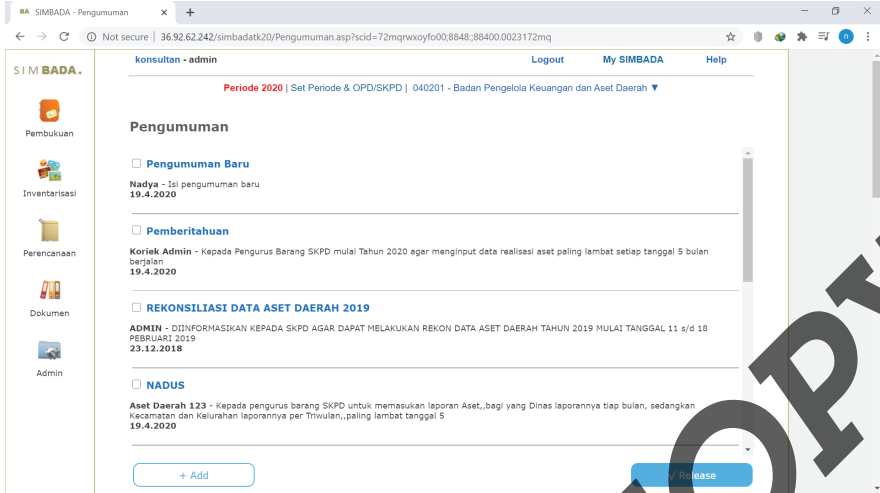 SIMBADA - Pengumuman
Not secure | 36.92.62.242/simbadatk20/Pengumuman.asp?scid=72mqrwxoyfo00;8848;;88400.0023172mq
n
SIMBADA.
konsultan - admin Logout My SIMBADA Help
Periode 2020 | Set Periode & OPD/SKPD | 040201 - Badan Pengelola Keuangan dan Aset Daerah ▼
Pembukuan
Inventarisasi
Perencanaan
Dokumen
Admin
Pengumuman
Pengumuman Baru
Nadya - Isi pengumuman baru
19.4.2020
Pemberitahuan
Koriek Admin - Kepada Pengurus Barang SKPD mulai Tahun 2020 agar menginput data realisasi aset paling lambat setiap tanggal 5 bulan
berjalan
19.4.2020
REKONSILIASI DATA ASET DAERAH 2019
ADMIN - DIINFORMASIKAN KEPADA SKPD AGAR DAPAT MELAKUKAN REKON DATA ASET DAERAH TAHUN 2019 MULAI TANGGAL 11 s/d 18
PEBRUARI 2019
23.12.2018
NADUS
Aset Daerah 123 - Kepada pengurus barang SKPD untuk memasukan laporan Aset,,bagi yang Dinas laporannya tiap bulan, sedangkan
Kecamatan dan Kelurahan laporannya per Triwulan,,paling lambat tanggal 5
19.4.2020
+ Add
√ Release
OPY